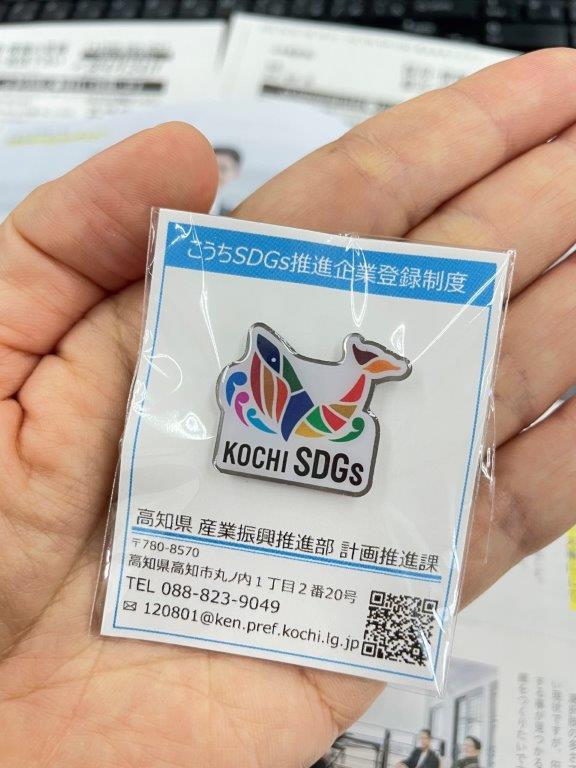 こうちSDGs推進企業登録制度
KOCHI SDGs
高知県 産業振興推進部 計画推進課
〒780-8570
高知県高知市丸ノ内1丁目2番20号
TEL 088-823-9049
✉ 120801@ken.pref.kochi.lg.jp